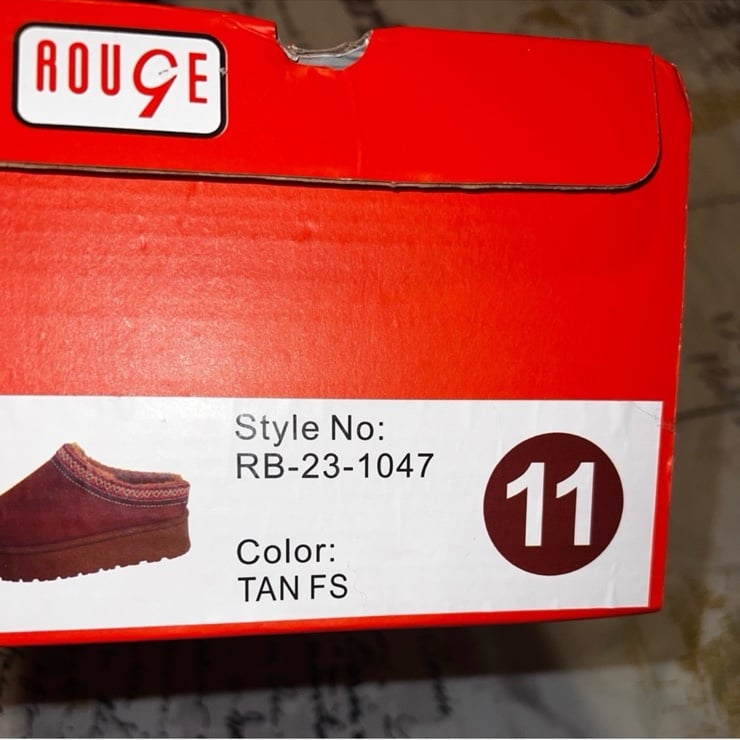 ROUGE
Style No:
RB-23-1047
11
Color:
TAN FS